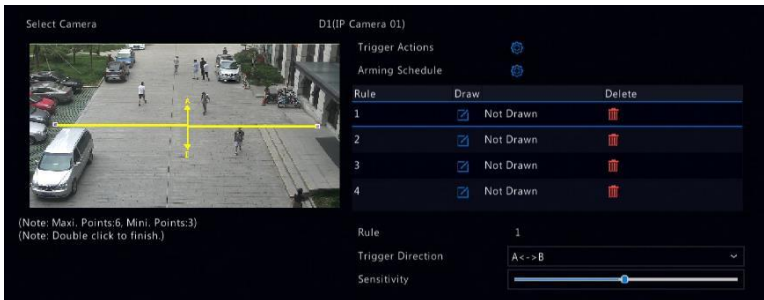 Select Camera D1(IP Camera 01)
Trigger Actions
Arming Schedule
Rule Draw Delete
1 Not Drawn
2 Not Drawn
3 Not Drawn
4 Not Drawn
A
(Note: Maxi. Points:6, Mini. Points:3)
(Note: Double click to finish.)
Rule 1
Trigger Direction A<->B
Sensitivity